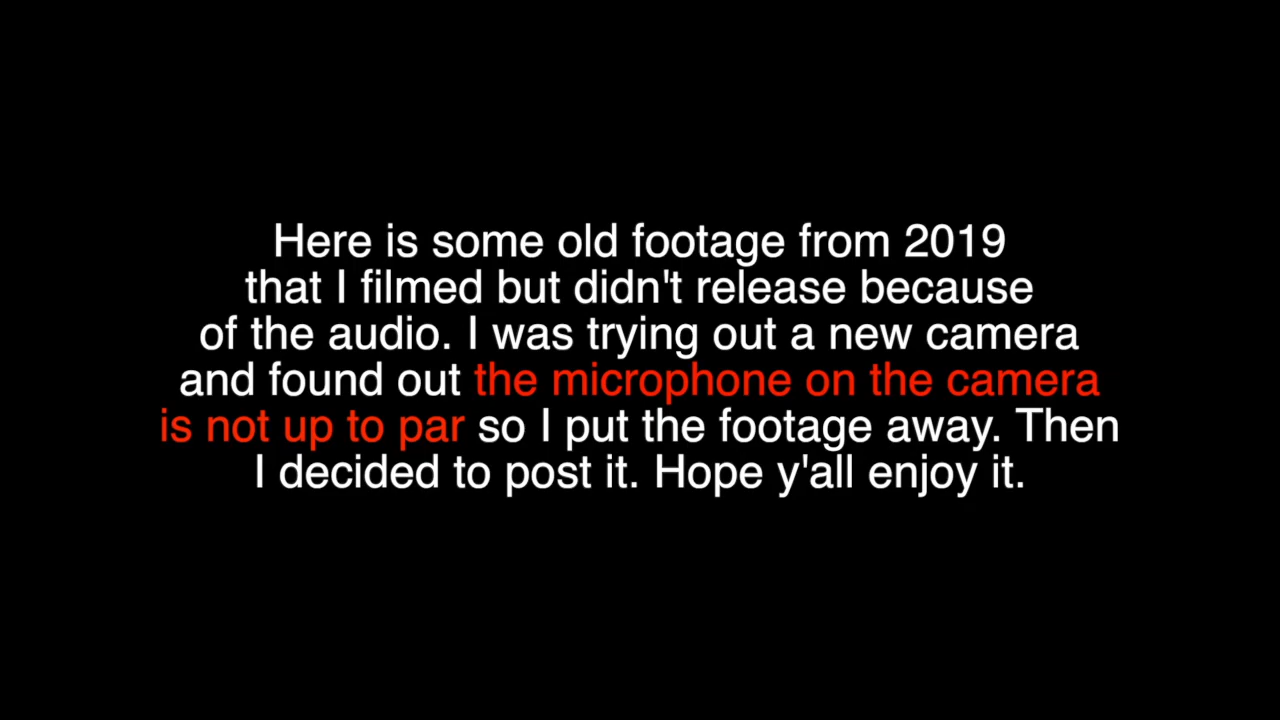 Here is some old footage from 2019
that I filmed but didn't release because
of the audio. I was trying out a new camera
and found out the microphone on the camera
is not up to par so I put the footage away. Then
I decided to post it. Hope y'all enjoy it.